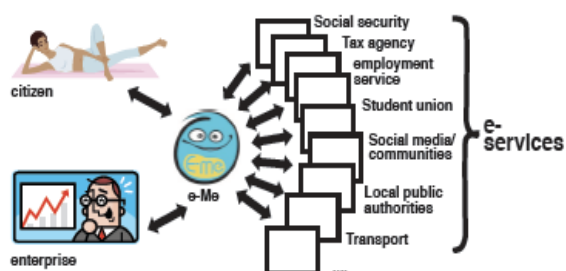 Social security
Tax agency
employment
service
Student union
Social media/
communities
Local public
authorities
Transport
...
e-
services
citizen
e-me
e-Me
enterprise